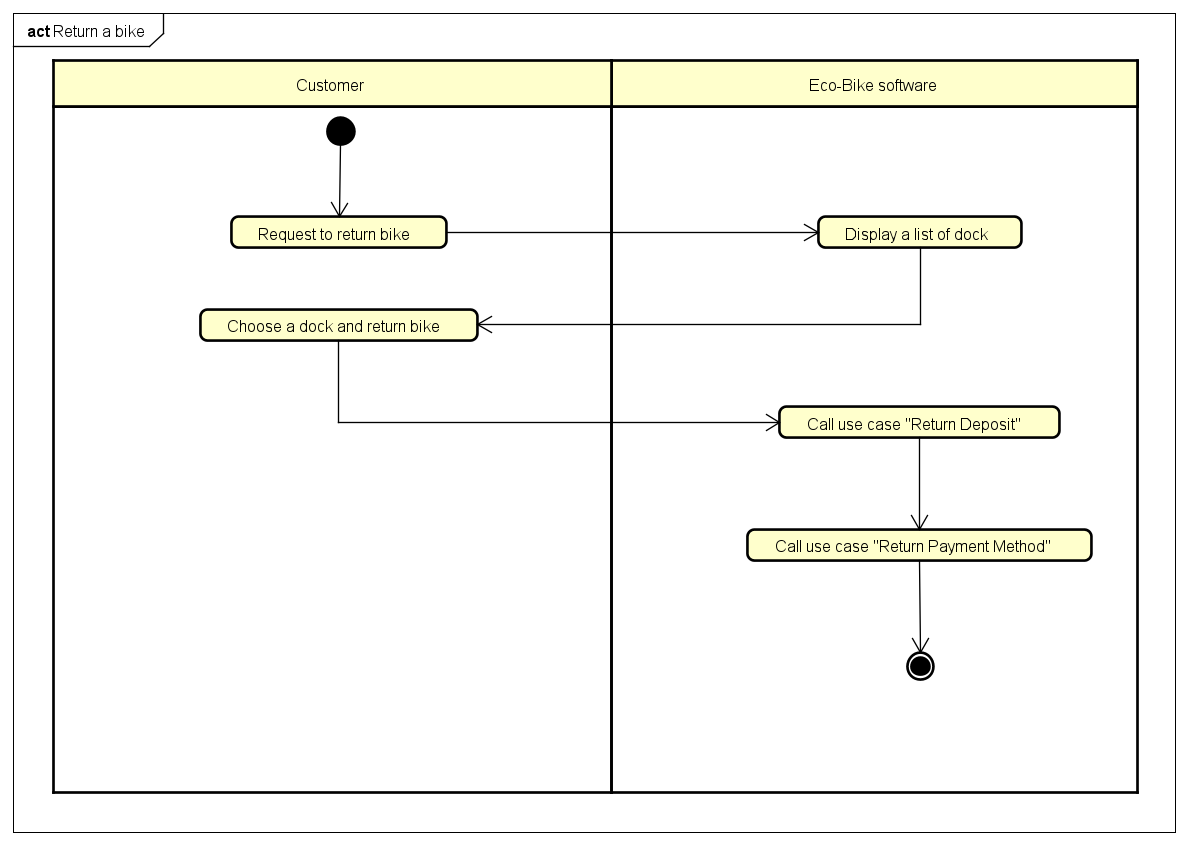 act Return a bike
Customer
Eco-Bike software
Request to return bike
Display a list of dock
Choose a dock and return bike
Call use case "Return Deposit"
Call use case "Return Payment Method"